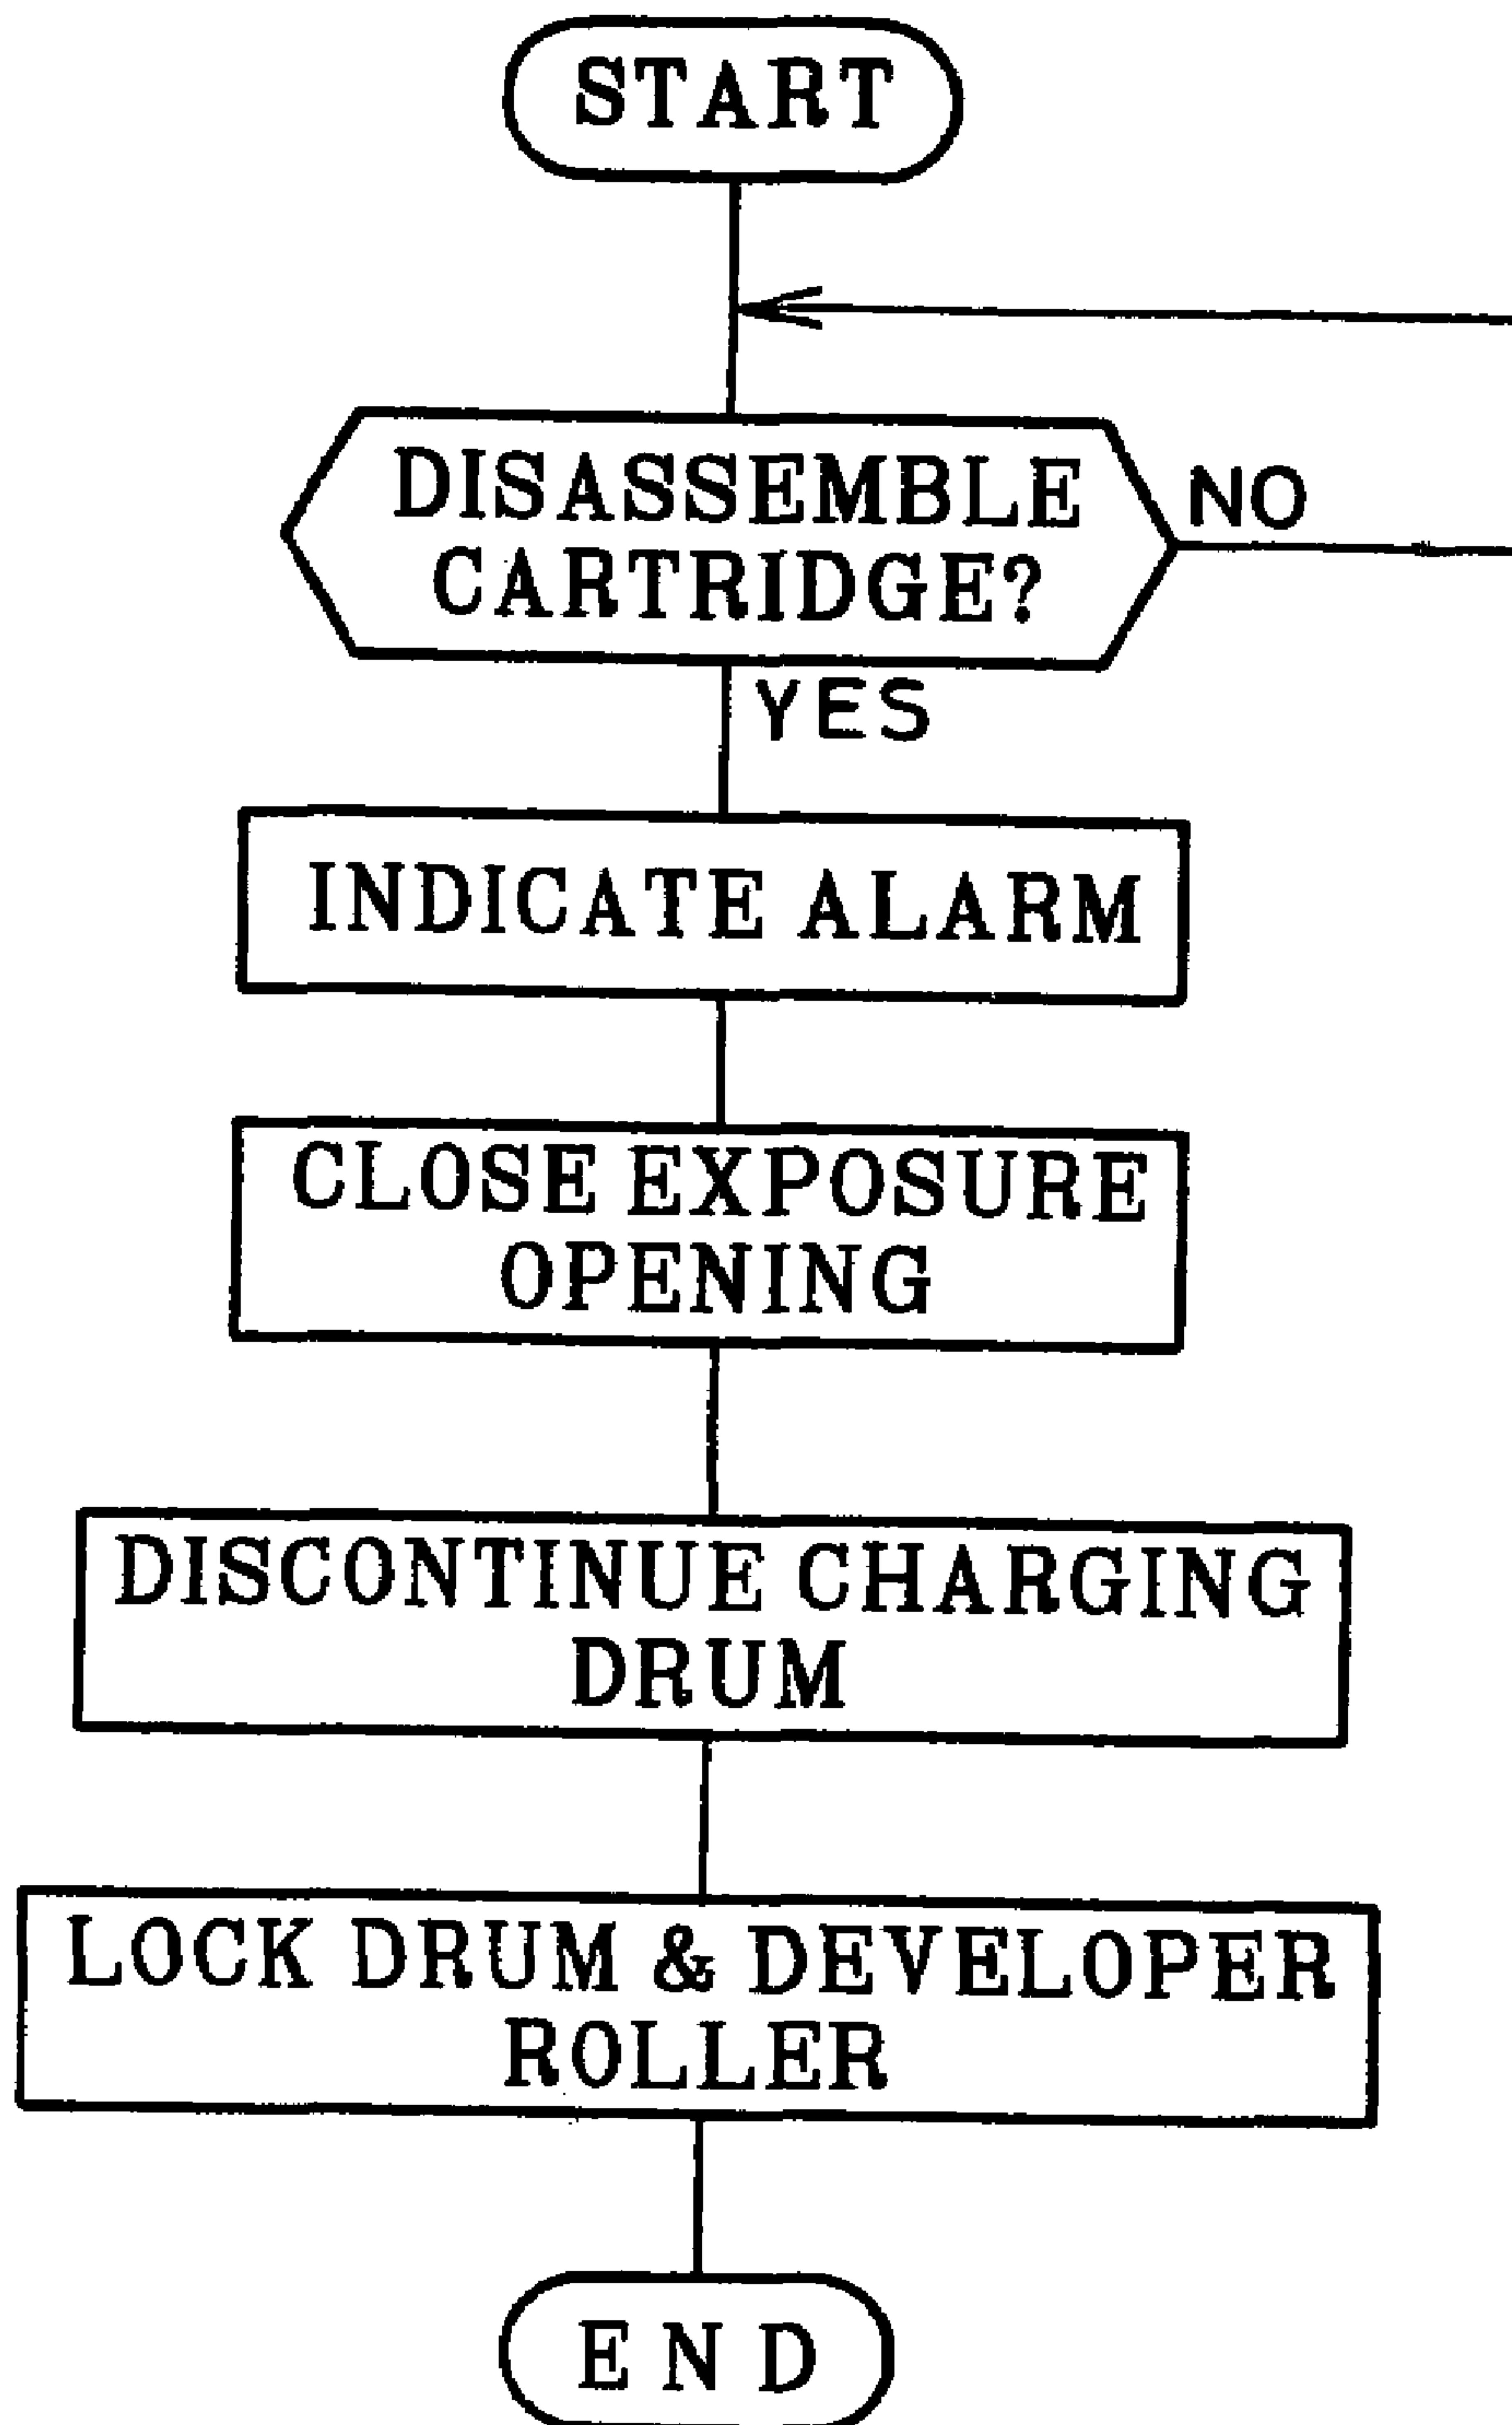 START
DISASSEMBLE
CARTRIDGE?
NO
YES
INDICATE ALARM
CLOSE EXPOSURE
OPENING
DISCONTINUE CHARGING
DRUM
LOCK DRUM & DEVELOPER
ROLLER
END